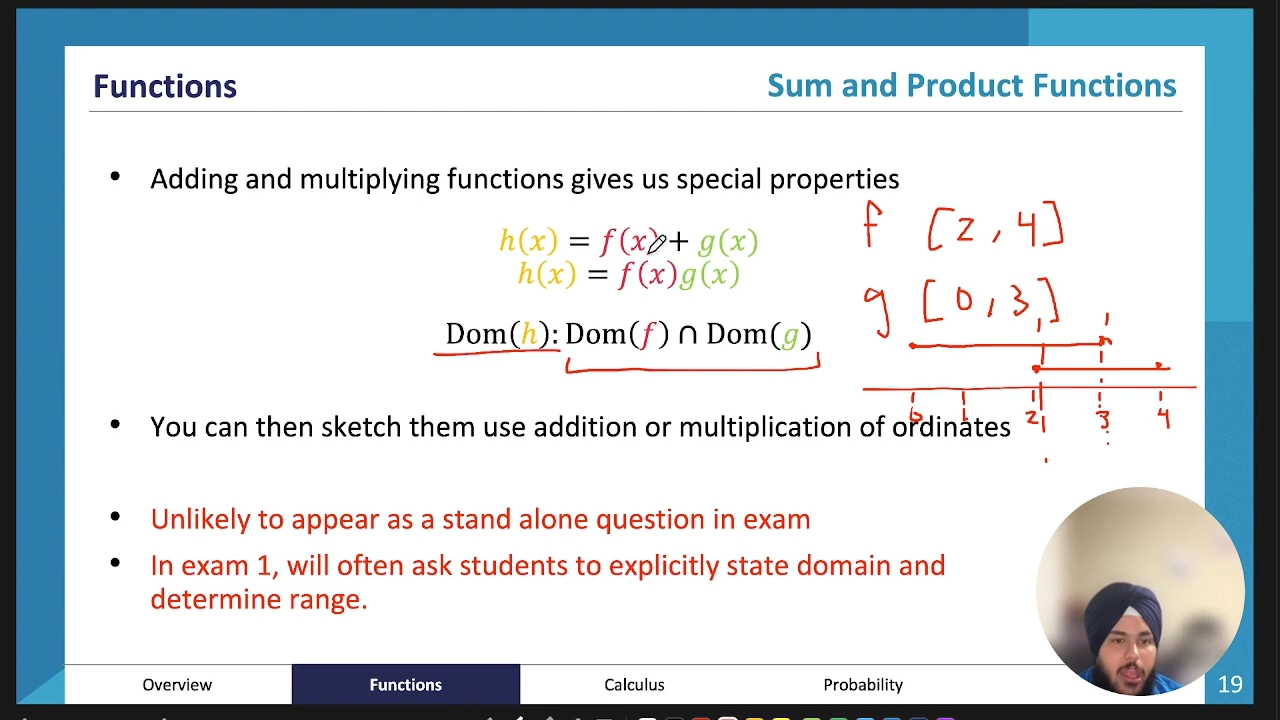 Functions
Sum and Product Functions
• Adding and multiplying functions gives us special properties
h(x) = f(x) + g(x)
h(x) = f(x)g(x)
Dom(h): Dom(f) ∩ Dom(g)
f [2, 4]
g [0, 3]
0 1 2 3 4
• You can then sketch them use addition or multiplication of ordinates
• Unlikely to appear as a stand alone question in exam
• In exam 1, will often ask students to explicitly state domain and
determine range.
Overview Functions Calculus Probability
19